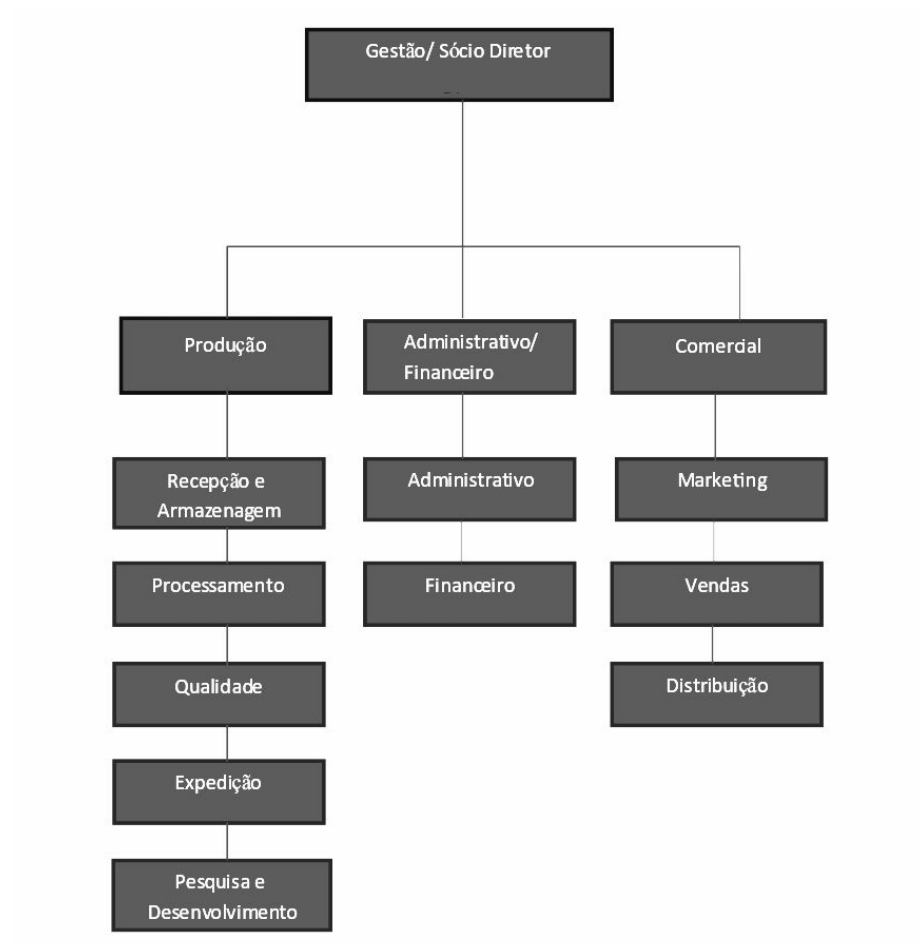 Gestão/ Sócio Diretor
Produção
Administrativo/
Financeiro
Comercial
Recepção e
Armazenagem
Administrativo
Marketing
Processamento
Financeiro
Vendas
Qualidade
Distribuição
Expedição
Pesquisa e
Desenvolvimento